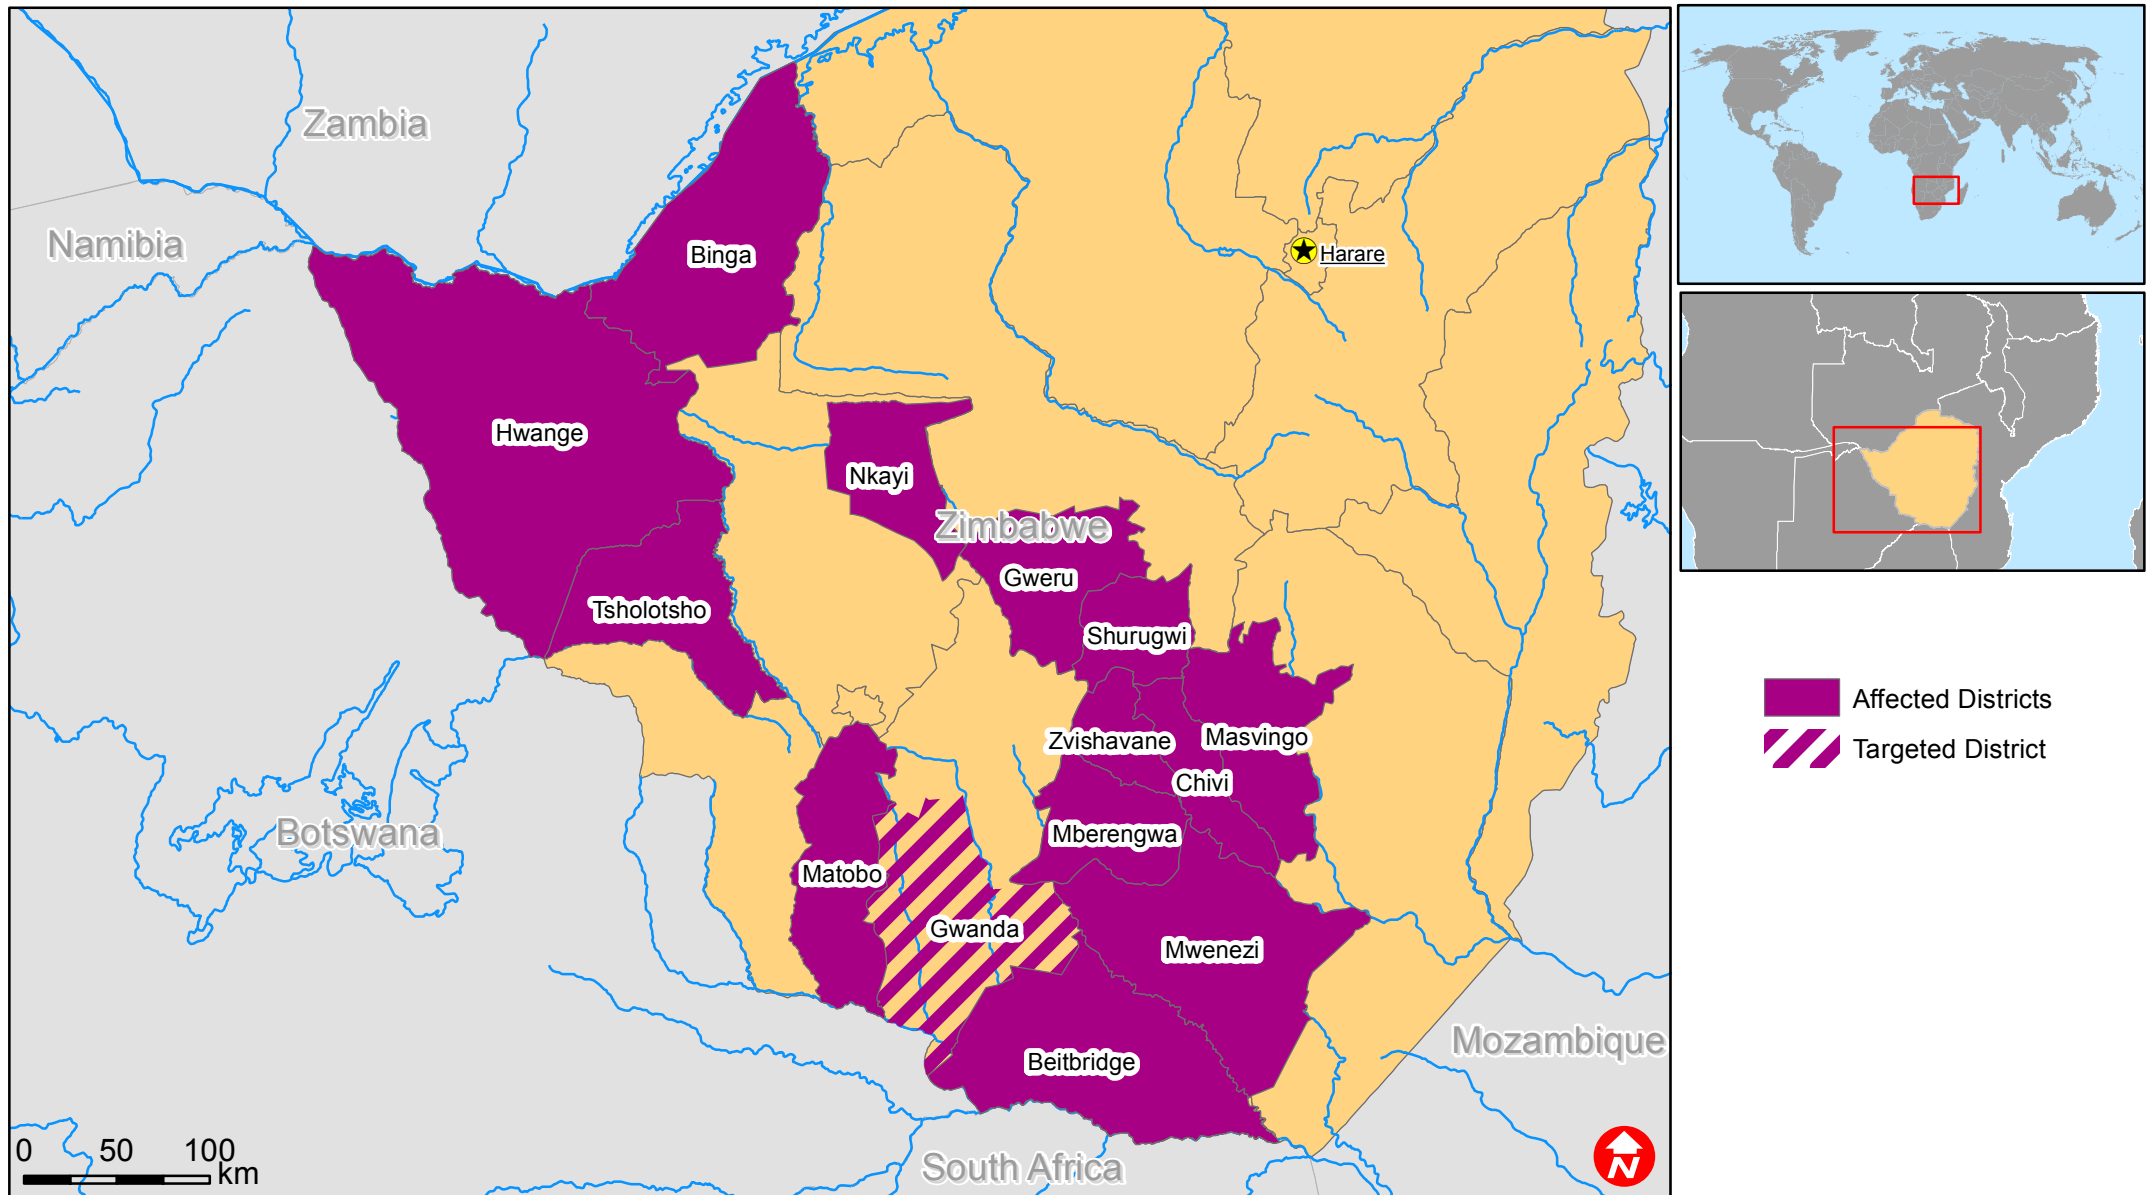 Zambia
Namibia
Binga
Harare
Hwange
Nkayi
Zimbabwe
Gweru
Tsholotsho
Shurugwi
Zvishavane
Masvingo
Chivi
Botswana
Mberengwa
Matobo
Gwanda
Mwenezi
Mozambique
Beitbridge
South Africa
0 50 100
km
N
Affected Districts
Targeted District